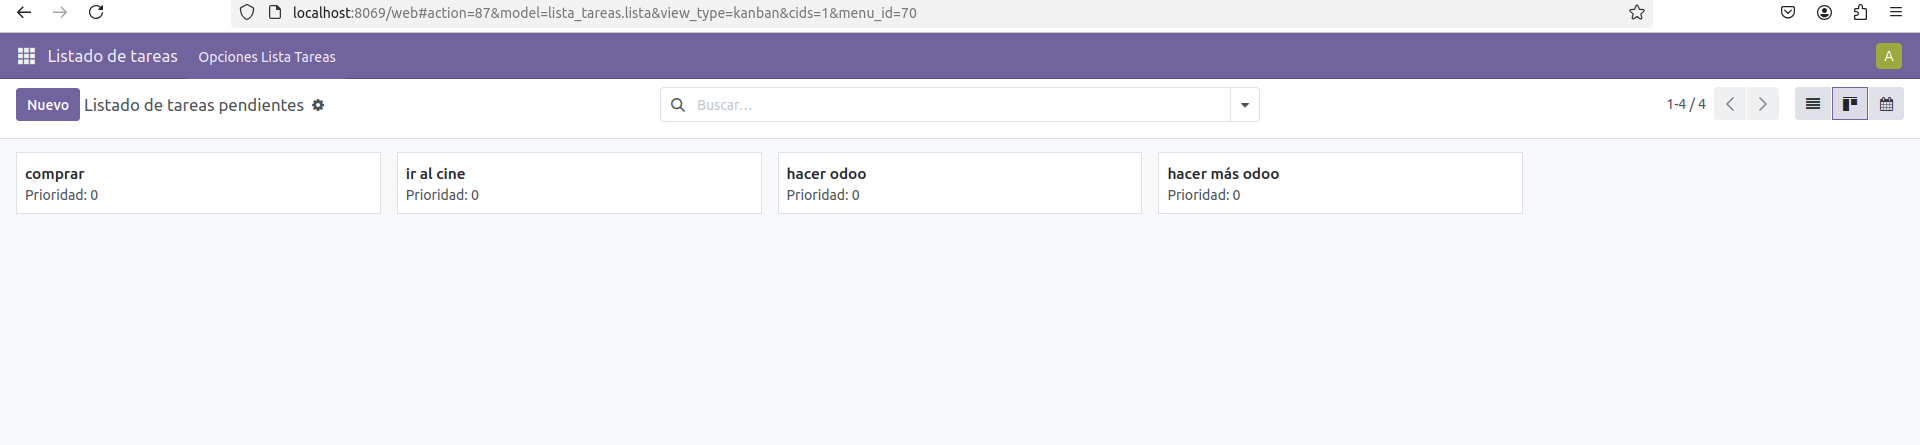 localhost:8069/web#action=87&model=lista_tareas.lista&view_type=kanban&cids=1&menu_id=70
Listado de tareas Opciones Lista Tareas A
Nuevo Listado de tareas pendientes Buscar... 1-4 / 4
comprar
Prioridad: 0
ir al cine
Prioridad: 0
hacer odoo
Prioridad: 0
hacer más odoo
Prioridad: 0